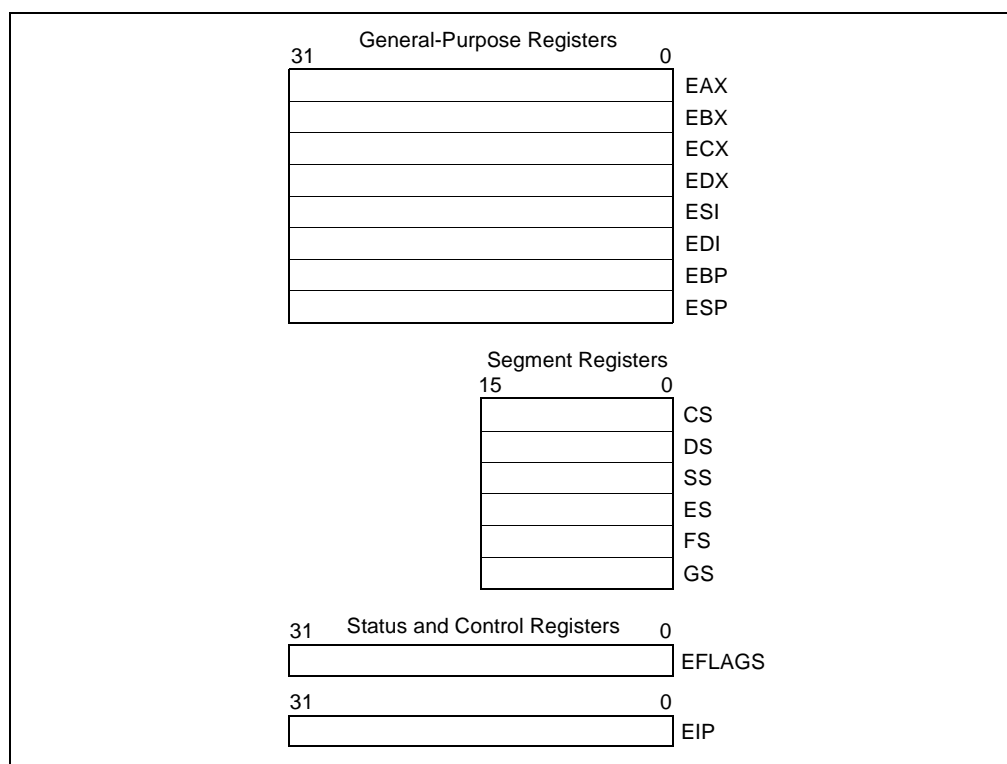 General-Purpose Registers
31 0
EAX
EBX
ECX
EDX
ESI
EDI
EBP
ESP
Segment Registers
15 0
CS
DS
SS
ES
FS
GS
31 Status and Control Registers 0
EFLAGS
31 0
EIP